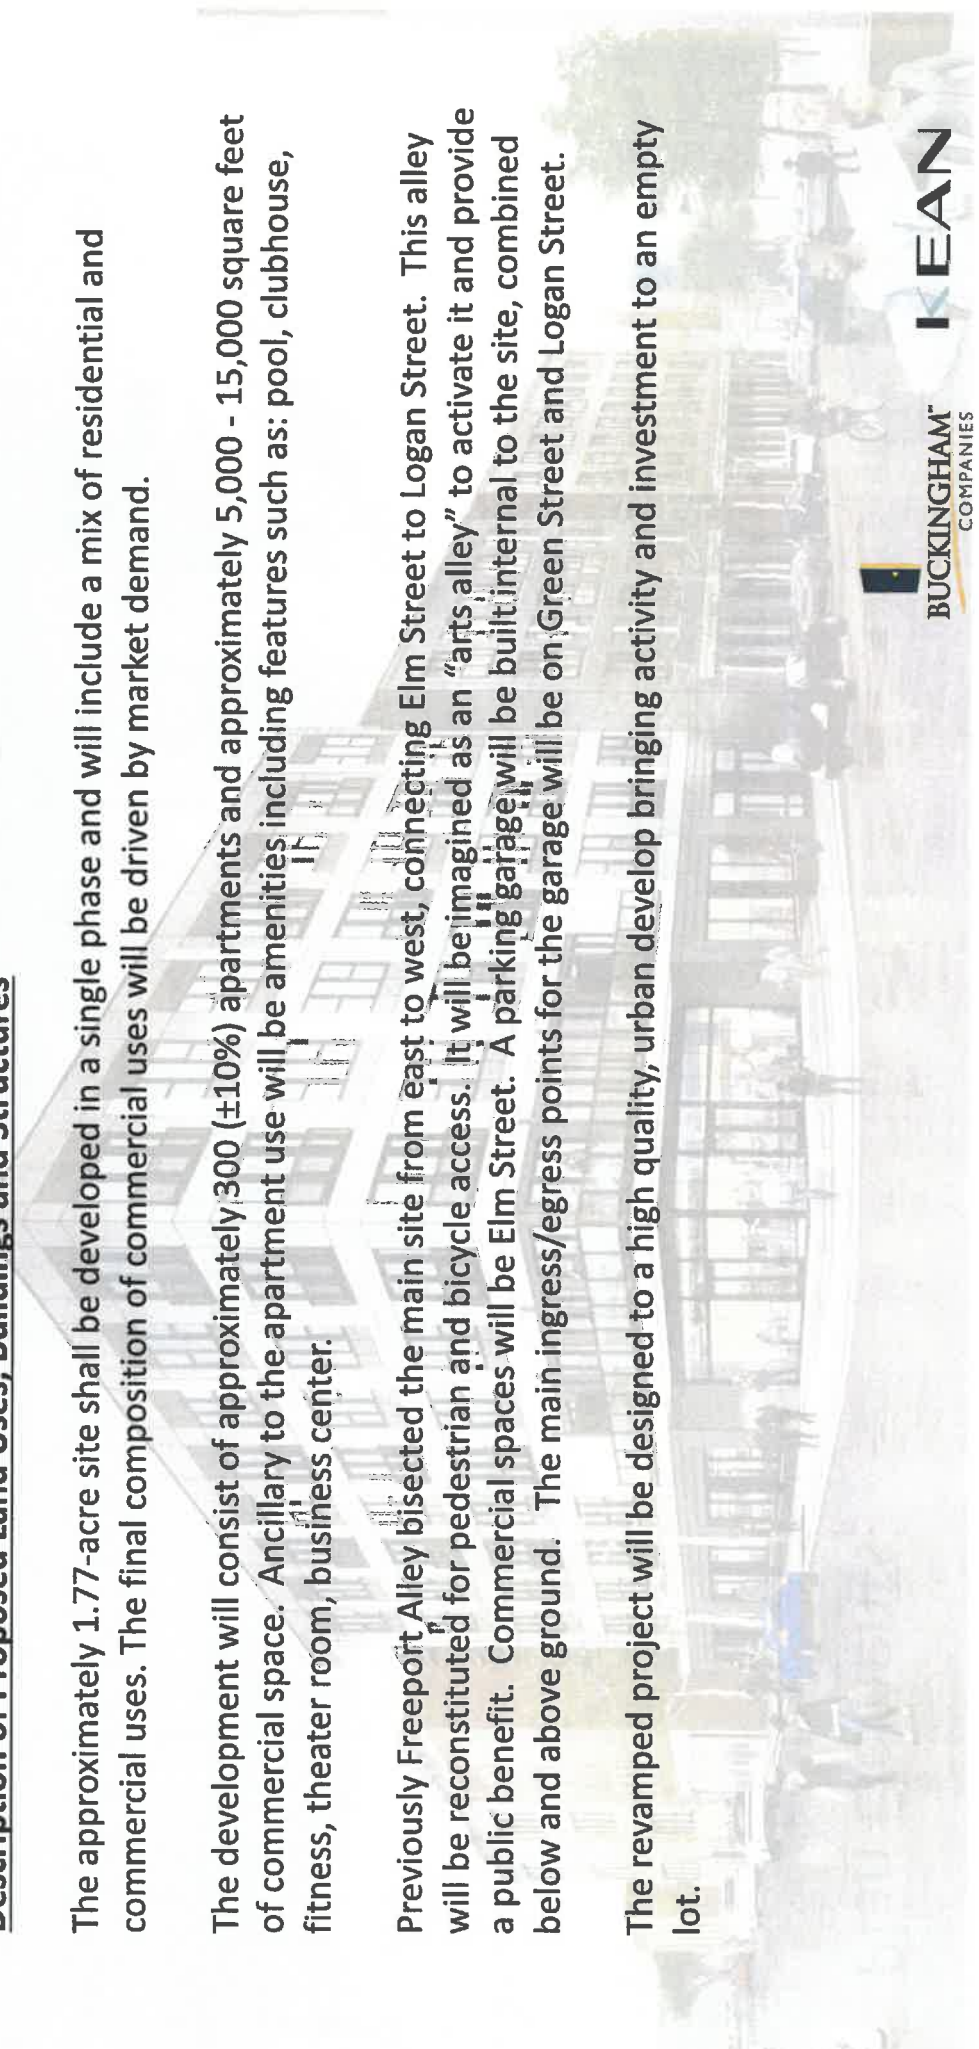 Description of Proposed Land Uses, Buildings and Structures
The approximately 1.77-acre site shall be developed in a single phase and will include a mix of residential and
commercial uses. The final composition of commercial uses will be driven by market demand.
The development will consist of approximately 300 (±10%) apartments and approximately 5,000 - 15,000 square feet
of commercial space. Ancillary to the apartment use will be amenities including features such as: pool, clubhouse,
fitness, theater room, business center.
Previously Freeport Alley bisected the main site from east to west, connecting Elm Street to Logan Street. This alley
will be reconstituted for pedestrian and bicycle access. It will be imagined as an “arts alley” to activate it and provide
a public benefit. Commercial spaces will be Elm Street. A parking garage will be built internal to the site, combined
below and above ground. The main ingress/egress points for the garage will be on Green Street and Logan Street.
The revamped project will be designed to a high quality, urban develop bringing activity and investment to an empty
lot.
BUCKINGHAM™
COMPANIES
KEAN